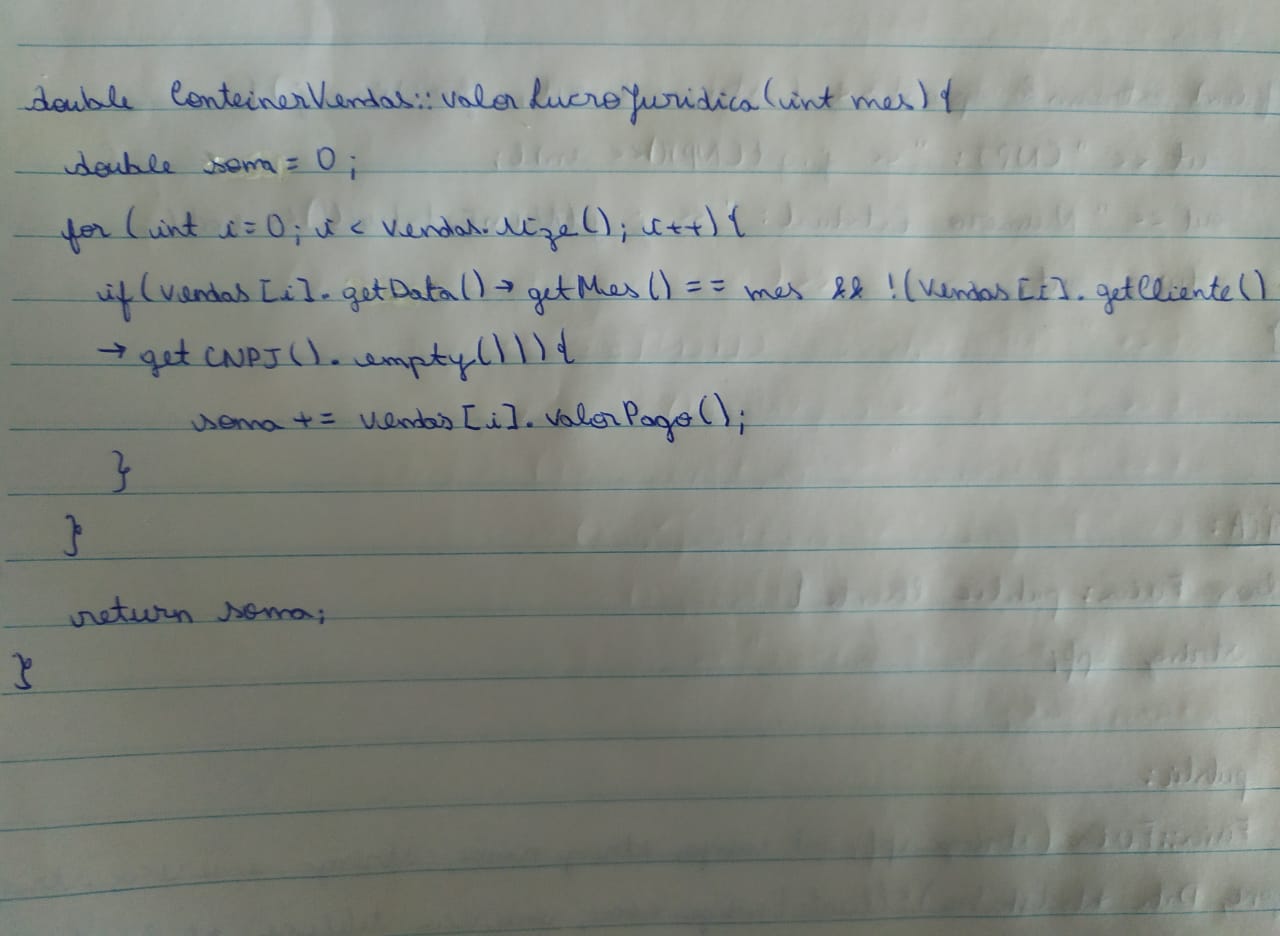 double ConteinerVendas::valorLucroJuridica(int mes){
double soma = 0;
for (int i=0; i < vendas.size(); i++){
if(vendas[i].getData()→getMes() == mes && !(vendas[i].getCliente()
→getCNPJ().empty())){
soma += vendas[i].valorPago();
}
}
return soma;
}